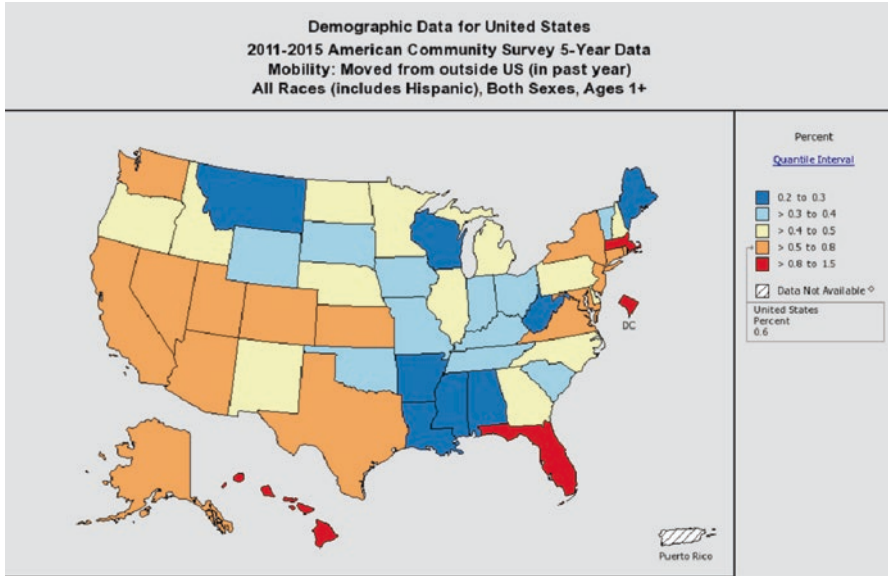 Demographic Data for United States
2011-2015 American Community Survey 5-Year Data
Mobility: Moved from outside US (in past year)
All Races (includes Hispanic), Both Sexes, Ages 1+
Percent
Quantile Interval
0.2 to 0.3
> 0.3 to 0.4
> 0.4 to 0.5
> 0.5 to 0.8
> 0.8 to 1.5
Data Not Available ◇
United States
Percent
0.6
DC
Puerto Rico